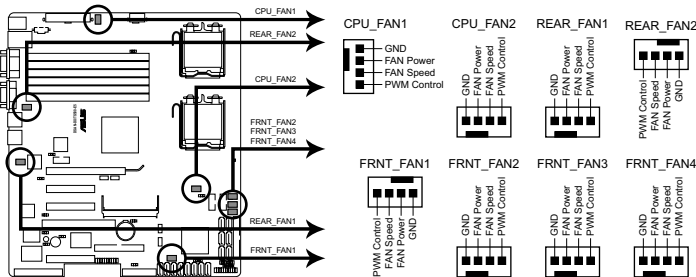 CPU_FAN1
REAR_FAN2
CPU_FAN2
FRNT_FAN2
FRNT_FAN3
FRNT_FAN4
REAR_FAN1
FRNT_FAN1
CPU_FAN1
GND
FAN Power
FAN Speed
PWM Control
CPU_FAN2
GND
FAN Power
FAN Speed
PWM Control
REAR_FAN1
GND
FAN Power
FAN Speed
PWM Control
REAR_FAN2
PWM Control
FAN Speed
FAN Power
GND
FRNT_FAN1
PWM Control
FAN Speed
FAN Power
GND
FRNT_FAN2
GND
FAN Power
FAN Speed
PWM Control
FRNT_FAN3
GND
FAN Power
FAN Speed
PWM Control
FRNT_FAN4
GND
FAN Power
FAN Speed
PWM Control